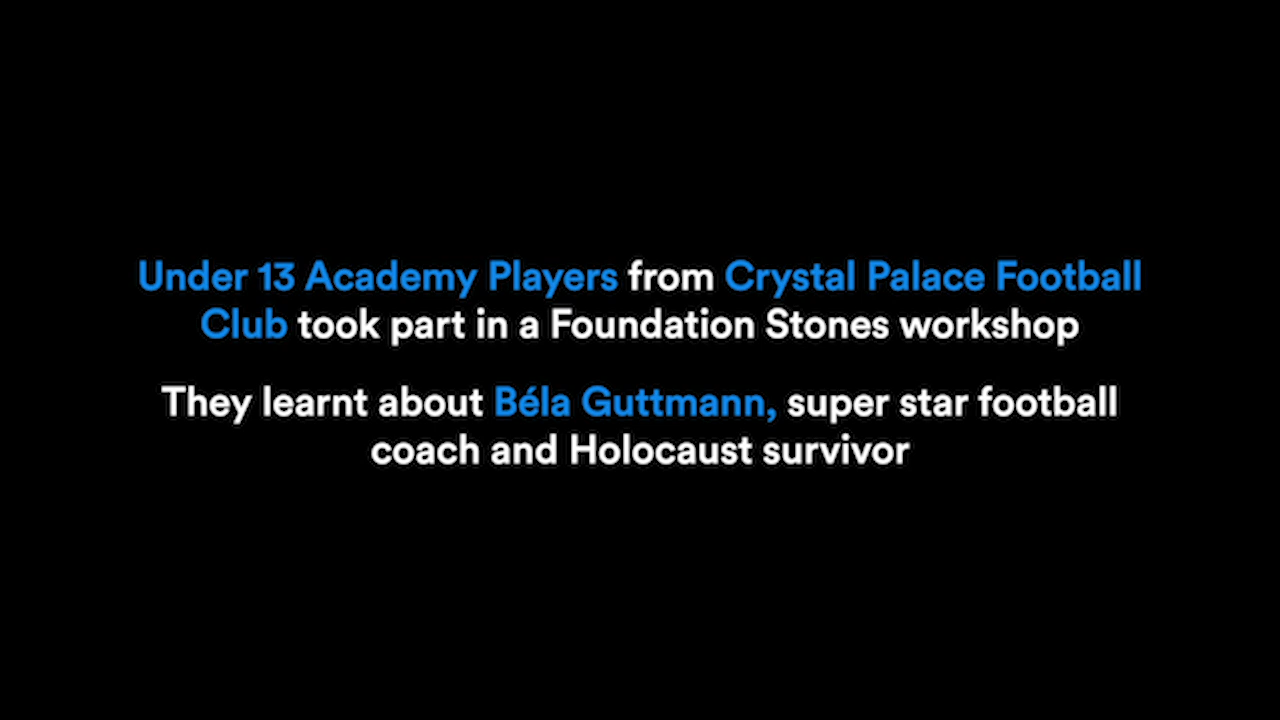 Under 13 Academy Players from Crystal Palace Football
Club took part in a Foundation Stones workshop
They learnt about Béla Guttmann, super star football
coach and Holocaust survivor